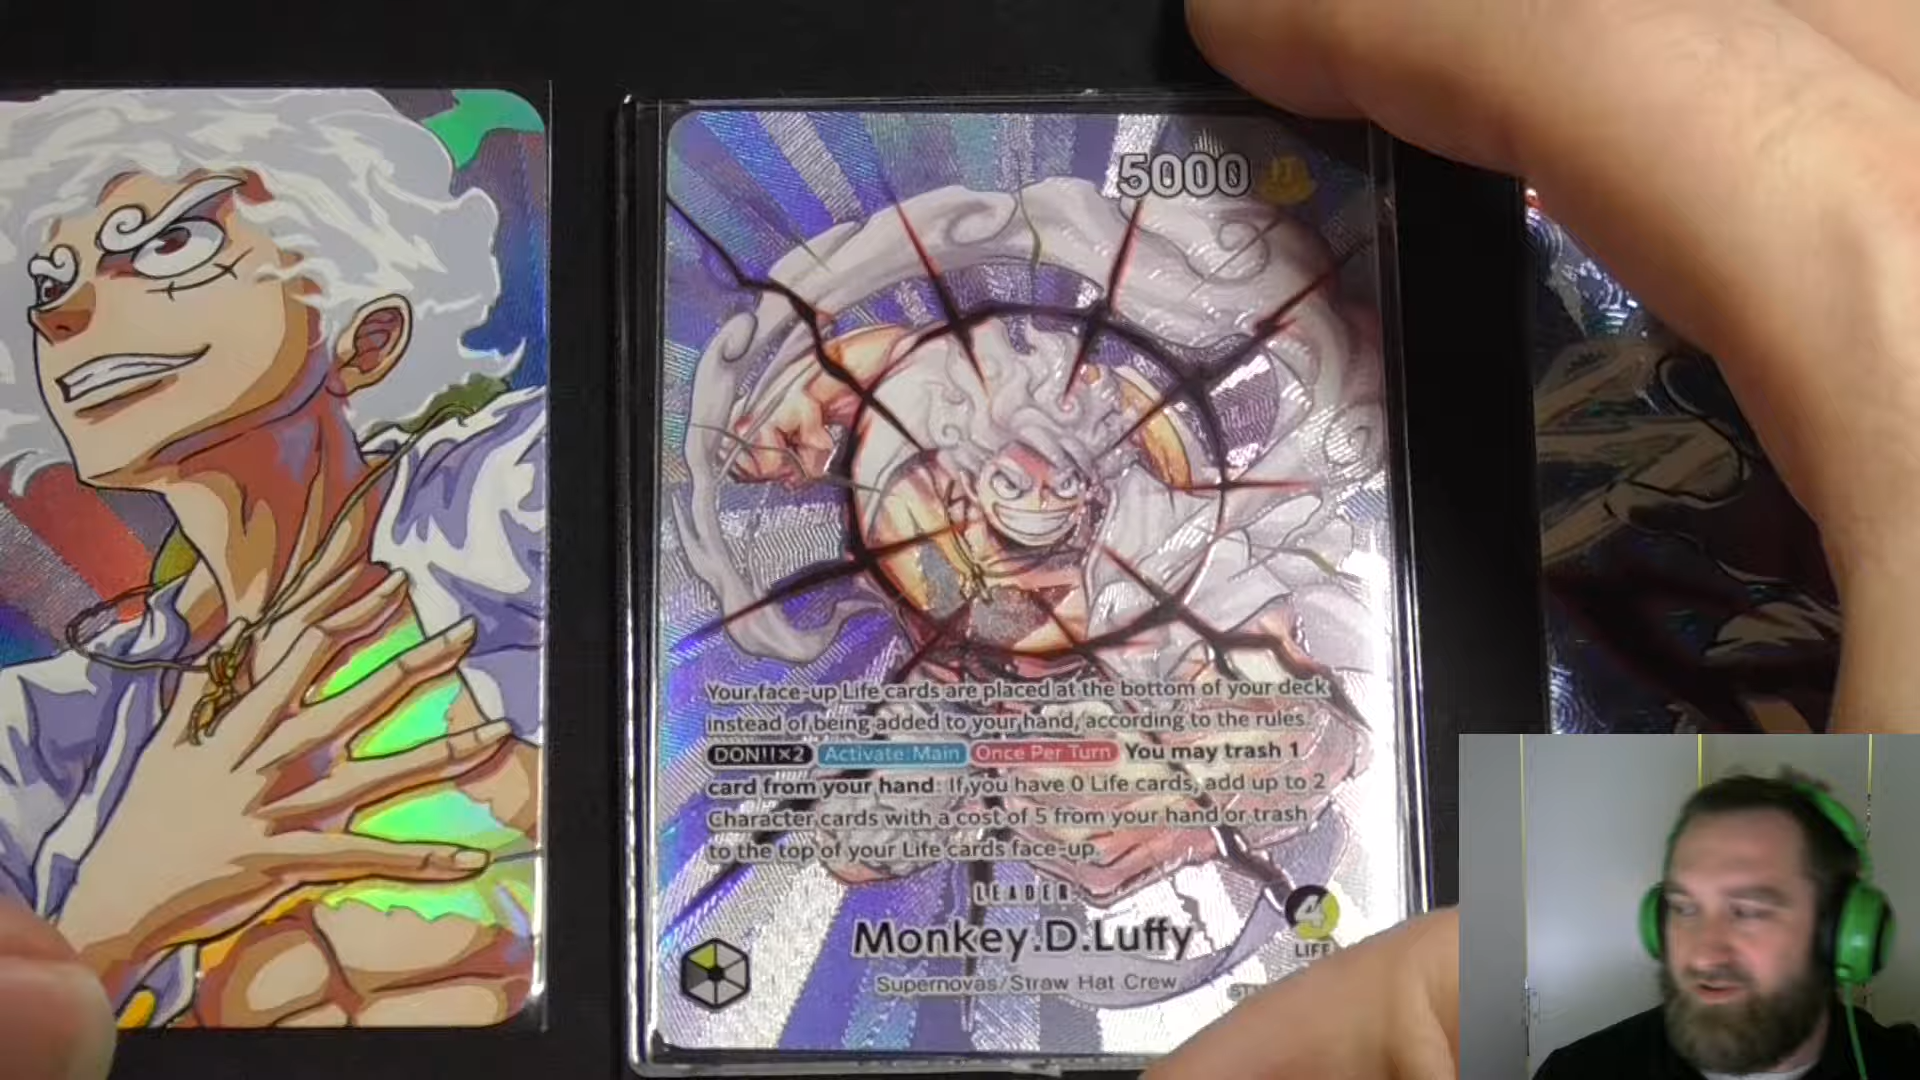 5000
Your face-up Life cards are placed at the bottom of your deck
instead of being added to your hand, according to the rules.
DON!!×2 Activate: Main Once Per Turn You may trash 1
card from your hand: If you have 0 Life cards, add up to 2
Character cards with a cost of 5 from your hand or trash
to the top of your Life cards face-up.
LEADER
Monkey.D.Luffy
4
LIFE
Supernovas/Straw Hat Crew